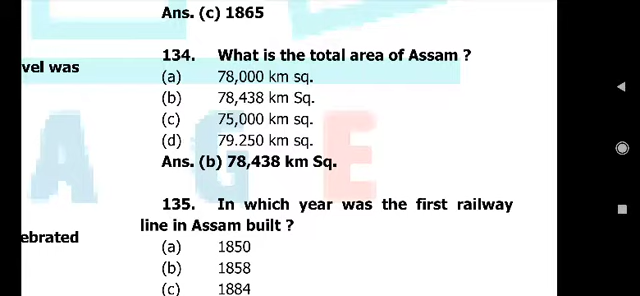 Ans. (c) 1865
vel was
134. What is the total area of Assam ?
(a) 78,000 km sq.
(b) 78,438 km Sq.
(c) 75,000 km sq.
(d) 79.250 km sq.
Ans. (b) 78,438 km Sq.
A G E
135. In which year was the first railway
line in Assam built ?
ebrated
(a) 1850
(b) 1858
(c) 1884